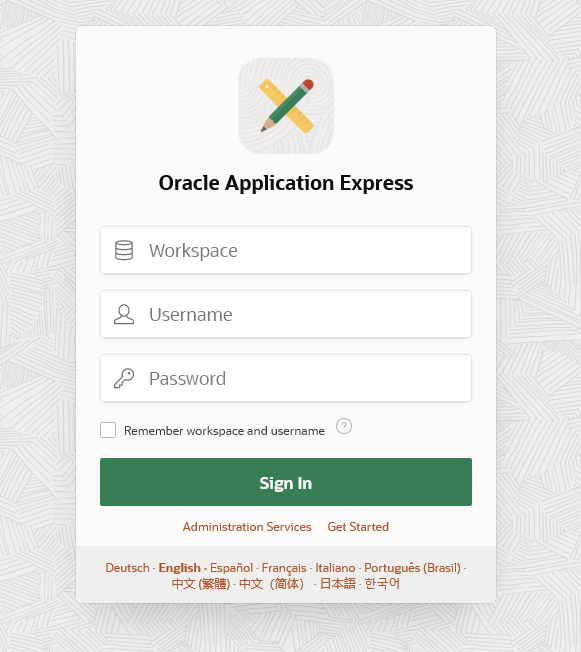 Oracle Application Express
Workspace
Username
Password
Remember workspace and username ?
Sign In
Administration Services Get Started
Deutsch · English · Español · Français · Italiano · Português (Brasil) ·
中文 (繁體) · 中文（简体） · 日本語 · 한국어